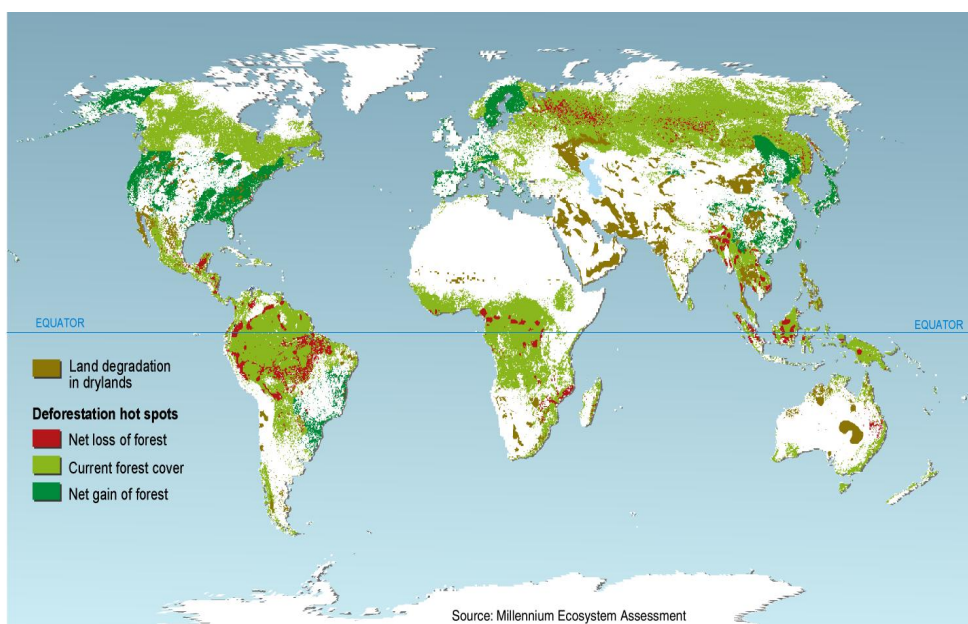 EQUATOR
EQUATOR
Land degradation
in drylands
Deforestation hot spots
Net loss of forest
Current forest cover
Net gain of forest
Source: Millennium Ecosystem Assessment